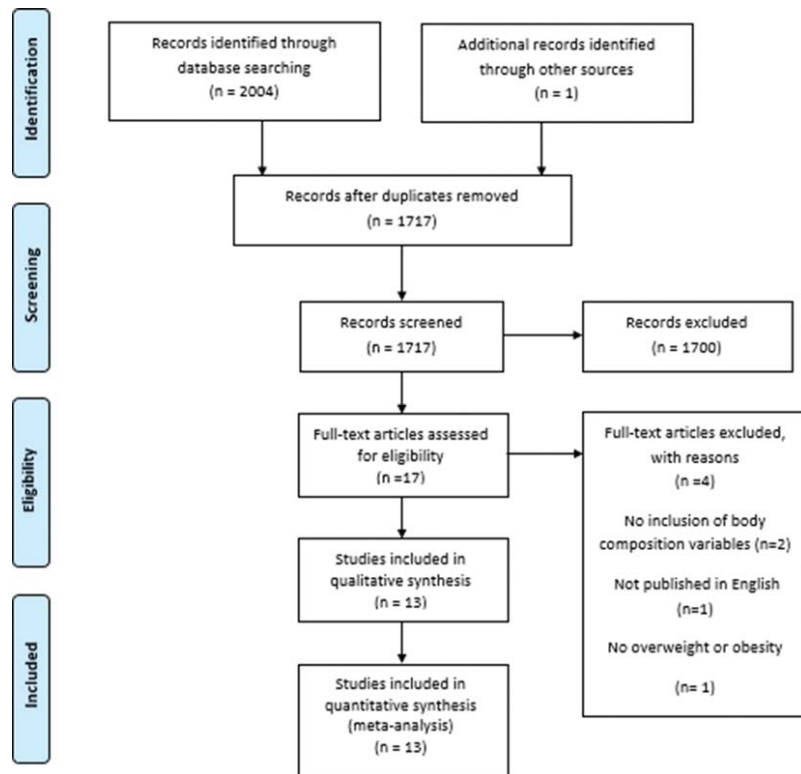 Identification
Records identified through
database searching
(n = 2004)
Additional records identified
through other sources
(n = 1)
Records after duplicates removed
(n = 1717)
Screening
Records screened
(n = 1717)
Records excluded
(n = 1700)
Eligibility
Full-text articles assessed
for eligibility
(n =17)
Full-text articles excluded,
with reasons
(n =4)
No inclusion of body
composition variables (n=2)
Not published in English
(n=1)
No overweight or obesity
(n= 1)
Studies included in
qualitative synthesis
(n = 13)
Included
Studies included in
quantitative synthesis
(meta-analysis)
(n = 13)